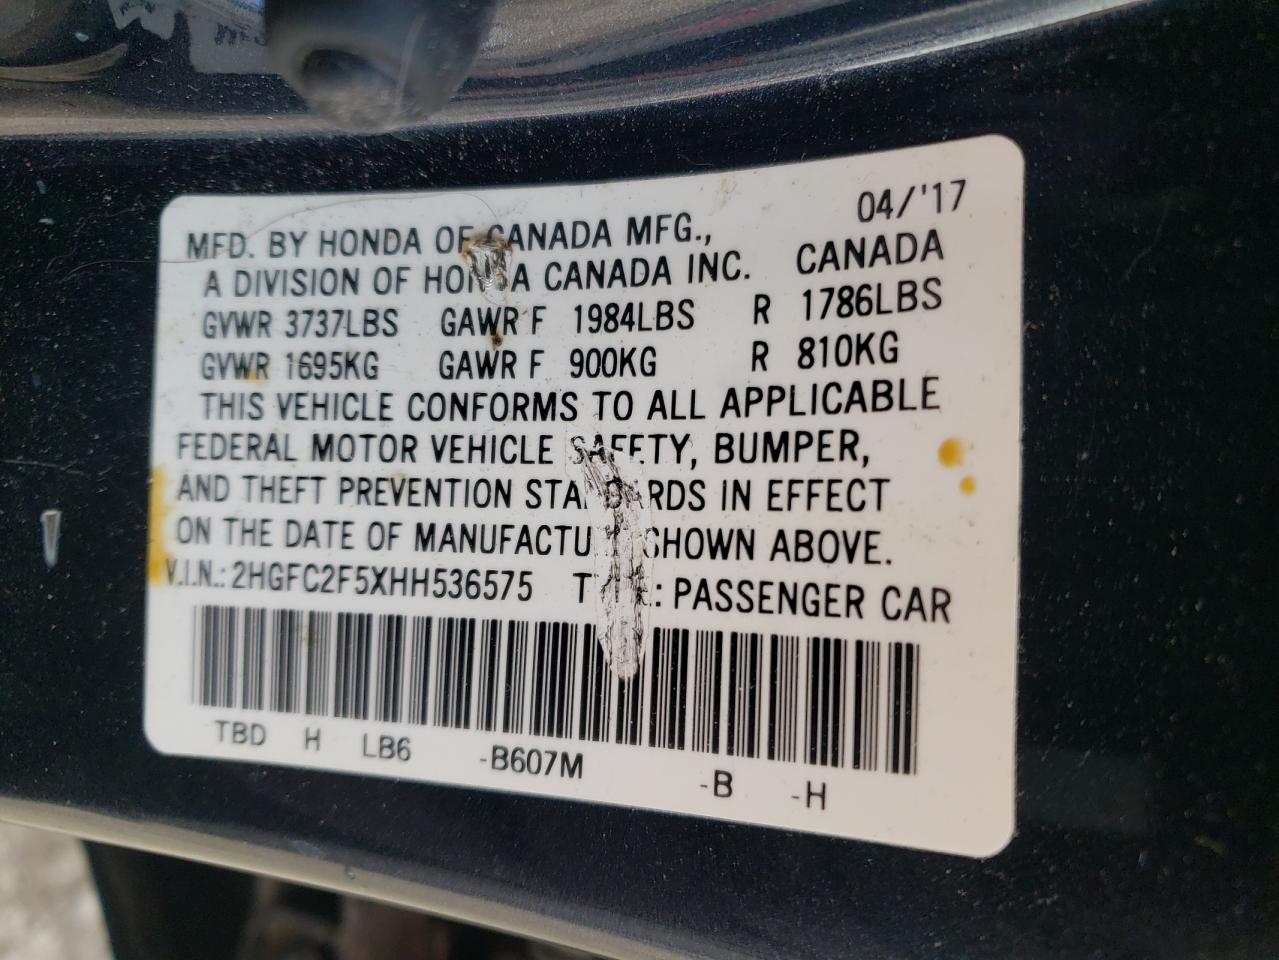 04/'17
MFD. BY HONDA OF CANADA MFG.,
A DIVISION OF HONDA CANADA INC. CANADA
GVWR 3737LBS GAWR F 1984LBS R 1786LBS
GVWR 1695KG GAWR F 900KG R 810KG
THIS VEHICLE CONFORMS TO ALL APPLICABLE
FEDERAL MOTOR VEHICLE SAFETY, BUMPER,
AND THEFT PREVENTION STANDARDS IN EFFECT
ON THE DATE OF MANUFACTURE SHOWN ABOVE.
V.I.N.: 2HGFC2F5XHH536575 TYPE: PASSENGER CAR
TBD H LB6 -B607M -B -H